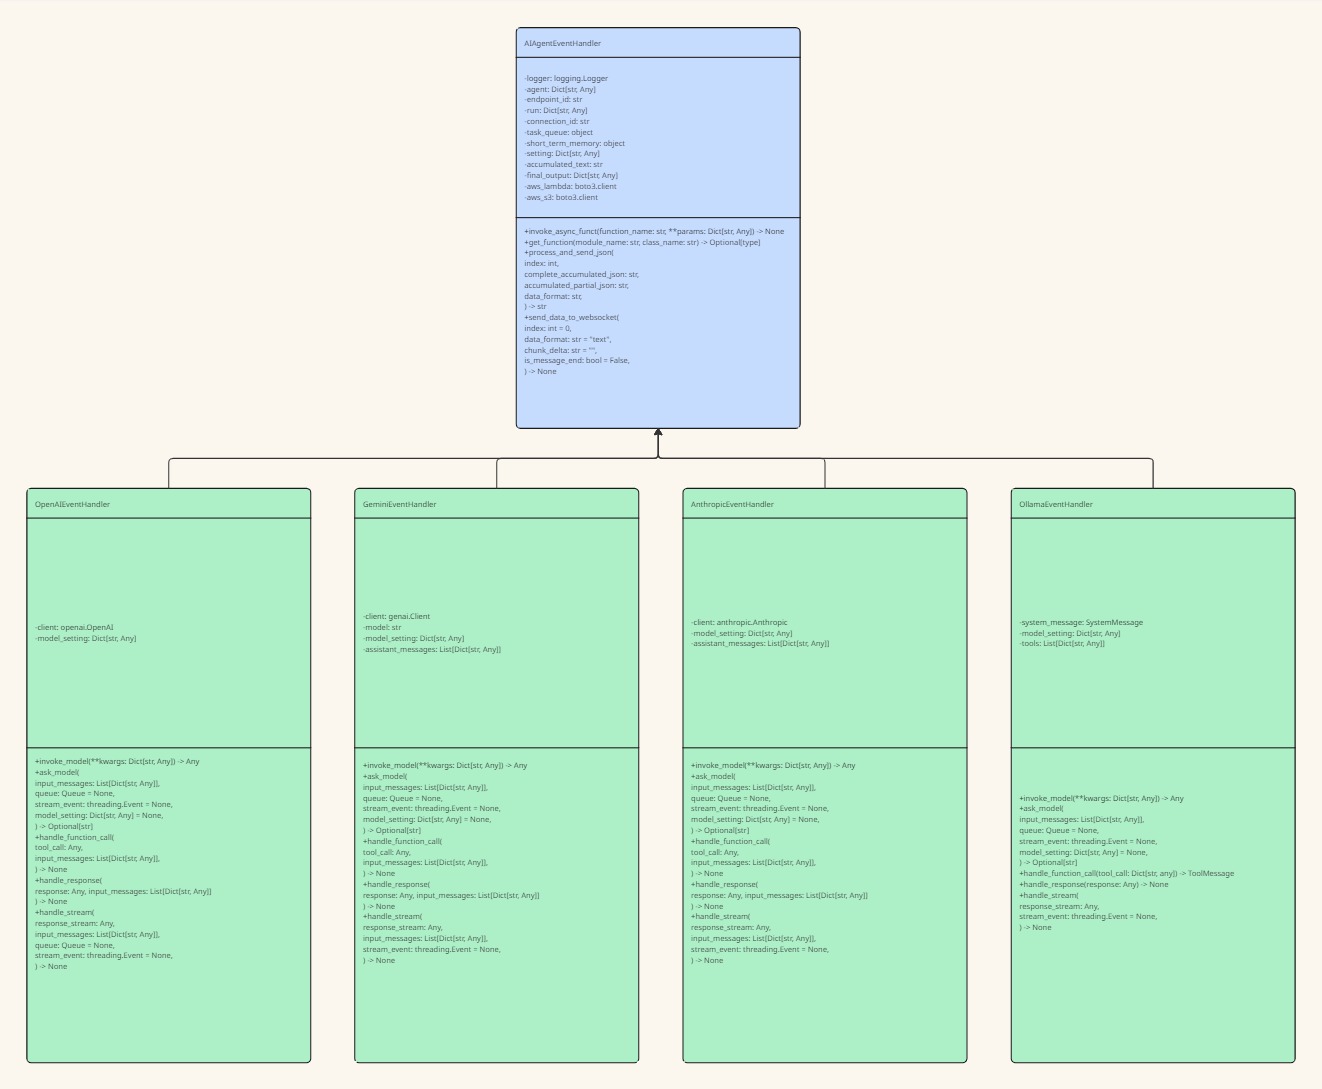 AIAgentEventHandler
-logger: logging.Logger
-agent: Dict[str, Any]
-endpoint_id: str
-run: Dict[str, Any]
-connection_id: str
-task_queue: object
-short_term_memory: object
-setting: Dict[str, Any]
-accumulated_text: str
-final_output: Dict[str, Any]
-aws_lambda: boto3.client
-aws_s3: boto3.client
+invoke_async_funct(function_name: str, **params: Dict[str, Any]) -> None
+get_function(module_name: str, class_name: str) -> Optional[type]
+process_and_send_json(
index: int,
complete_accumulated_json: str,
accumulated_partial_json: str,
data_format: str,
) -> str
+send_data_to_websocket(
index: int = 0,
data_format: str = "text",
chunk_delta: str = "",
is_message_end: bool = False,
) -> None
OpenAIEventHandler
-client: openai.OpenAI
-model_setting: Dict[str, Any]
+invoke_model(**kwargs: Dict[str, Any]) -> Any
+ask_model(
input_messages: List[Dict[str, Any]],
queue: Queue = None,
stream_event: threading.Event = None,
model_setting: Dict[str, Any] = None,
) -> Optional[str]
+handle_function_call(
tool_call: Any,
input_messages: List[Dict[str, Any]],
) -> None
+handle_response(
response: Any, input_messages: List[Dict[str, Any]]
) -> None
+handle_stream(
response_stream: Any,
input_messages: List[Dict[str, Any]],
queue: Queue = None,
stream_event: threading.Event = None,
) -> None
GeminiEventHandler
-client: genai.Client
-model: str
-model_setting: Dict[str, Any]
-assistant_messages: List[Dict[str, Any]]
+invoke_model(**kwargs: Dict[str, Any]) -> Any
+ask_model(
input_messages: List[Dict[str, Any]],
queue: Queue = None,
stream_event: threading.Event = None,
model_setting: Dict[str, Any] = None,
) -> Optional[str]
+handle_function_call(
tool_call: Any,
input_messages: List[Dict[str, Any]],
) -> None
+handle_response(
response: Any, input_messages: List[Dict[str, Any]]
) -> None
+handle_stream(
response_stream: Any,
input_messages: List[Dict[str, Any]],
stream_event: threading.Event = None,
) -> None
AnthropicEventHandler
-client: anthropic.Anthropic
-model_setting: Dict[str, Any]
-assistant_messages: List[Dict[str, Any]]
+invoke_model(**kwargs: Dict[str, Any]) -> Any
+ask_model(
input_messages: List[Dict[str, Any]],
queue: Queue = None,
stream_event: threading.Event = None,
model_setting: Dict[str, Any] = None,
) -> Optional[str]
+handle_function_call(
tool_call: Any,
input_messages: List[Dict[str, Any]],
) -> None
+handle_response(
response: Any, input_messages: List[Dict[str, Any]]
) -> None
+handle_stream(
response_stream: Any,
input_messages: List[Dict[str, Any]],
stream_event: threading.Event = None,
) -> None
OllamaEventHandler
-system_message: SystemMessage
-model_setting: Dict[str, Any]
-tools: List[Dict[str, Any]]
+invoke_model(**kwargs: Dict[str, Any]) -> Any
+ask_model(
input_messages: List[Dict[str, Any]],
queue: Queue = None,
stream_event: threading.Event = None,
model_setting: Dict[str, Any] = None,
) -> Optional[str]
+handle_function_call(tool_call: Dict[str, any]) -> ToolMessage
+handle_response(response: Any) -> None
+handle_stream(
response_stream: Any,
stream_event: threading.Event = None,
) -> None